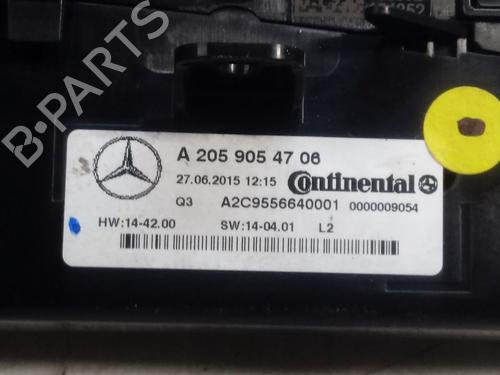 A 205 905 47 06
27.06.2015 12:15 Continental
Q3 A2C9556640001 0000009054
HW:14-42.00 SW:14-04.01 L2
B-PARTS